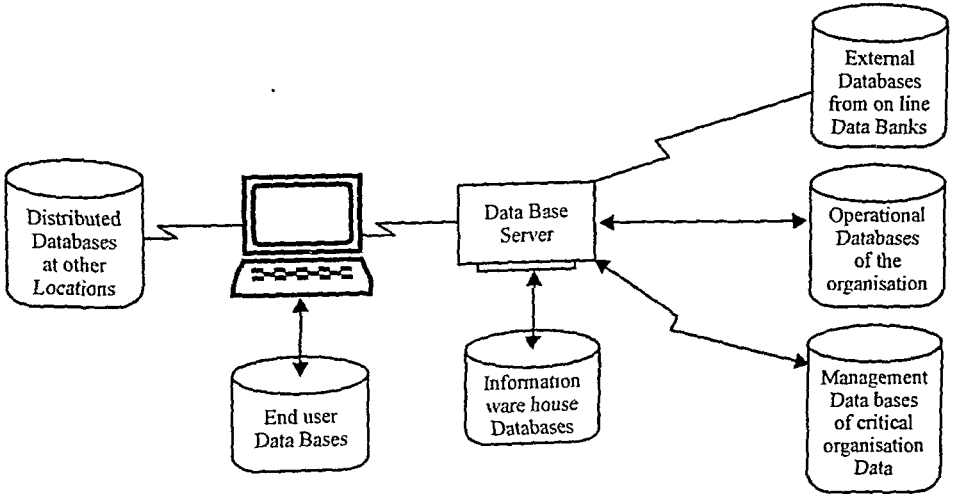 External
Databases
from on line
Data Banks
Distributed
Databases
at other
Locations
Data Base
Server
Operational
Databases
of the
organisation
End user
Data Bases
Information
ware house
Databases
Management
Data bases
of critical
organisation
Data